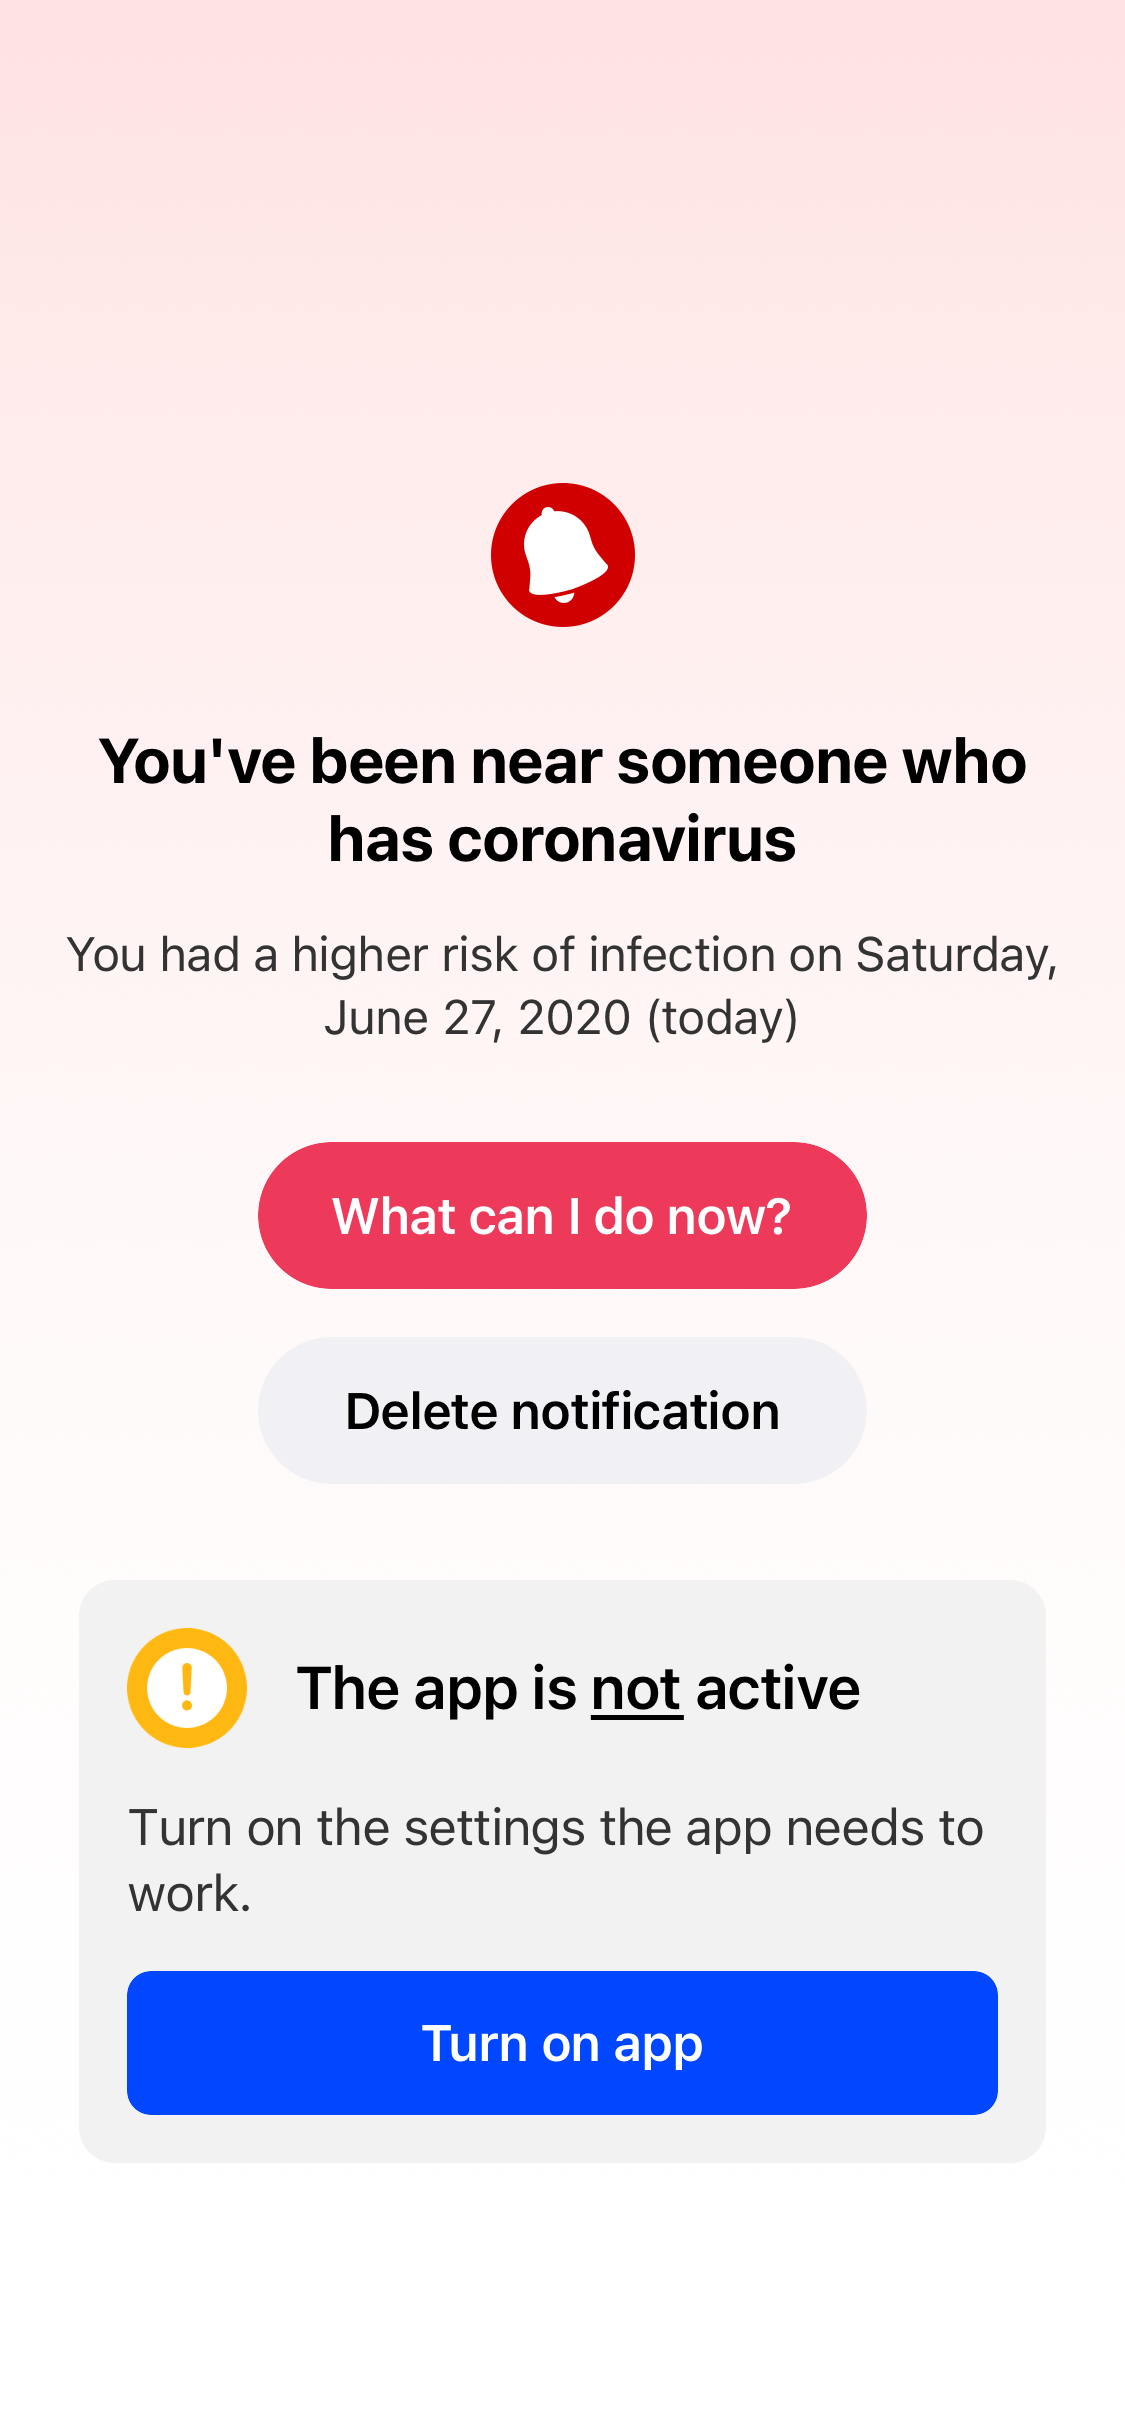 You've been near someone who
has coronavirus
You had a higher risk of infection on Saturday,
June 27, 2020 (today)
What can I do now?
Delete notification
The app is not active
Turn on the settings the app needs to
work.
Turn on app